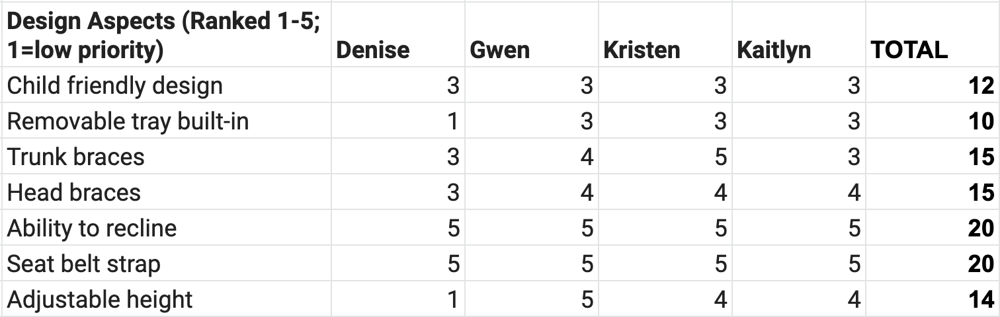 Design Aspects (Ranked 1-5;
1=low priority) Denise Gwen Kristen Kaitlyn TOTAL
Child friendly design 3 3 3 3 12
Removable tray built-in 1 3 3 3 10
Trunk braces 3 4 5 3 15
Head braces 3 4 4 4 15
Ability to recline 5 5 5 5 20
Seat belt strap 5 5 5 5 20
Adjustable height 1 5 4 4 14